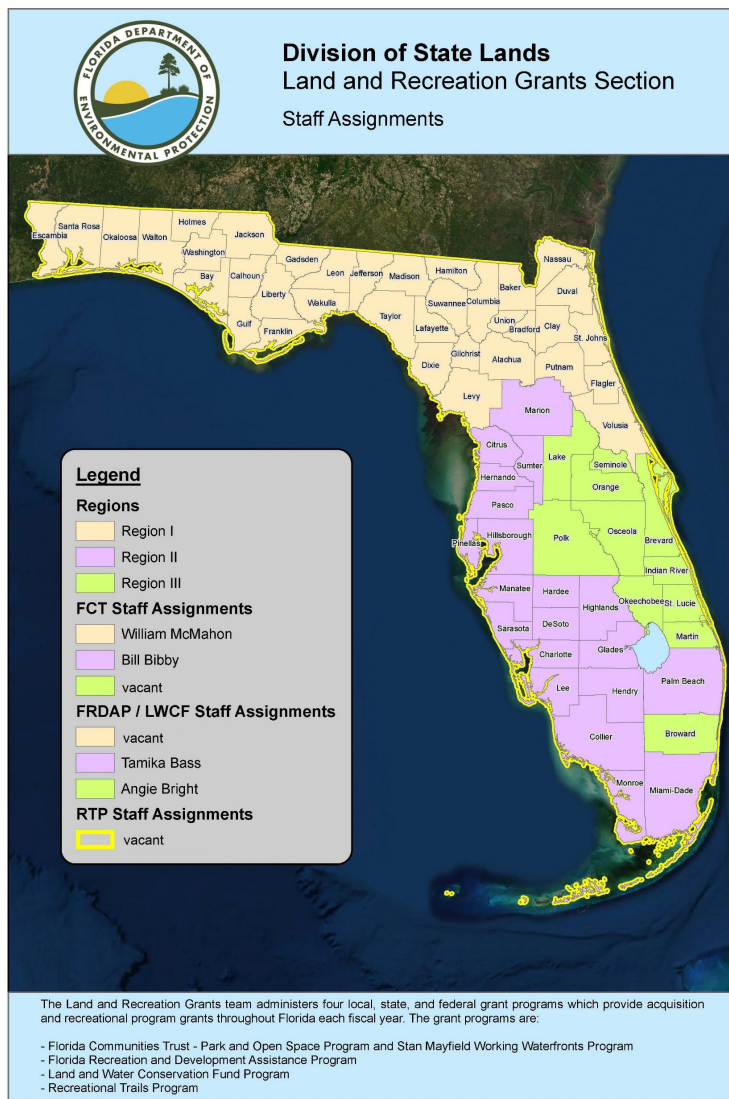 FLORIDA DEPARTMENT OF
ENVIRONMENTAL PROTECTION
Division of State Lands
Land and Recreation Grants Section
Staff Assignments
Escambia
Santa Rosa
Okaloosa
Walton
Holmes
Washington
Bay
Jackson
Calhoun
Gulf
Gadsden
Liberty
Franklin
Leon
Wakulla
Jefferson
Madison
Taylor
Hamilton
Suwannee
Lafayette
Dixie
Columbia
Gilchrist
Levy
Baker
Union
Bradford
Alachua
Nassau
Duval
Clay
St. Johns
Putnam
Flagler
Volusia
Marion
Citrus
Sumter
Lake
Hernando
Seminole
Orange
Pasco
Pinellas
Hillsborough
Polk
Osceola
Brevard
Indian River
Manatee
Hardee
Highlands
Okeechobee
St. Lucie
Sarasota
DeSoto
Martin
Charlotte
Glades
Lee
Hendry
Palm Beach
Collier
Broward
Monroe
Miami-Dade
Legend
Regions
Region I
Region II
Region III
FCT Staff Assignments
William McMahon
Bill Bibby
vacant
FRDAP / LWCF Staff Assignments
vacant
Tamika Bass
Angie Bright
RTP Staff Assignments
vacant
The Land and Recreation Grants team administers four local, state, and federal grant programs which provide acquisition
and recreational program grants throughout Florida each fiscal year. The grant programs are:
- Florida Communities Trust - Park and Open Space Program and Stan Mayfield Working Waterfronts Program
- Florida Recreation and Development Assistance Program
- Land and Water Conservation Fund Program
- Recreational Trails Program